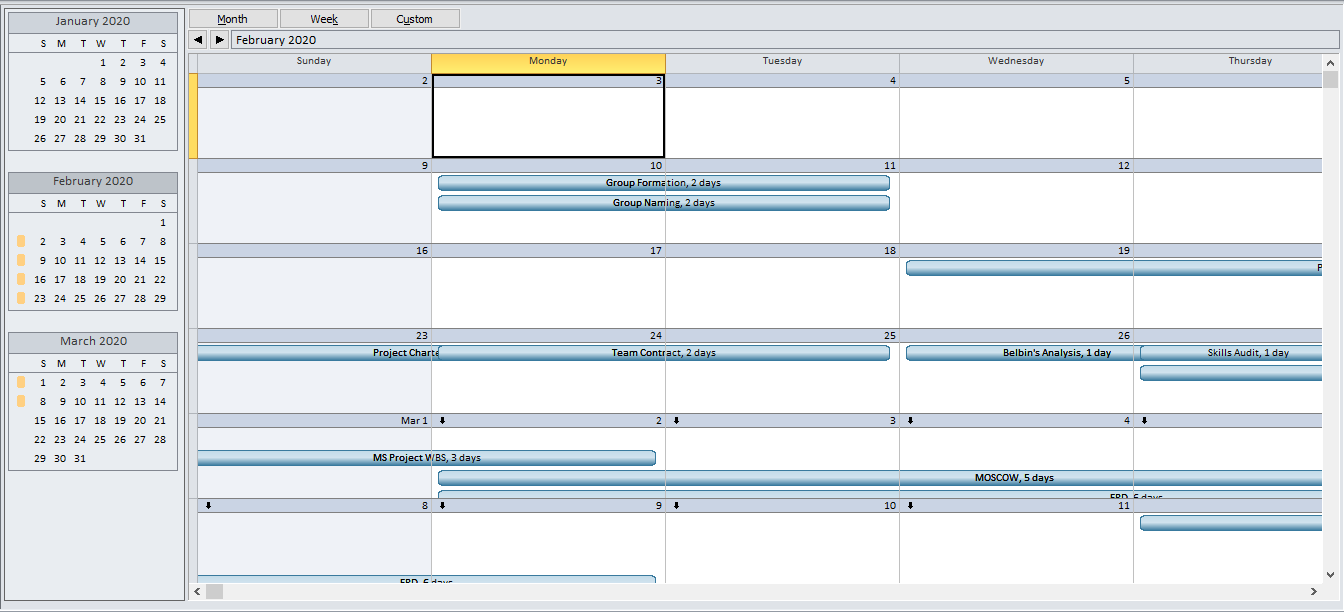 January 2020
S M T W T F S
1 2 3 4
5 6 7 8 9 10 11
12 13 14 15 16 17 18
19 20 21 22 23 24 25
26 27 28 29 30 31
February 2020
S M T W T F S
1
2 3 4 5 6 7 8
9 10 11 12 13 14 15
16 17 18 19 20 21 22
23 24 25 26 27 28 29
March 2020
S M T W T F S
1 2 3 4 5 6 7
8 9 10 11 12 13 14
15 16 17 18 19 20 21
22 23 24 25 26 27 28
29 30 31
Month Week Custom
February 2020
Sunday Monday Tuesday Wednesday Thursday
2 3 4 5
9 10 11 12
Group Formation, 2 days
Group Naming, 2 days
16 17 18 19
P
23 24 25 26
Project Charte Team Contract, 2 days Belbin's Analysis, 1 day Skills Audit, 1 day
Mar 1 2 3 4
MS Project WBS, 3 days
MOSCOW, 5 days
ERD, 6 days
8 9 10 11
ERD, 6 days